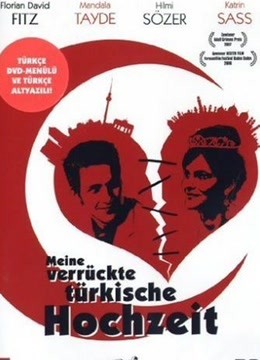 Florian David Mandala Hilmi Katrin
FITZ TAYDE SÖZER SASS
TÜRKÇE
DVD-MENÜLÜ
VE TÜRKÇE
ALTYAZILI!
Meine
verrückte
türkische
Hochzeit